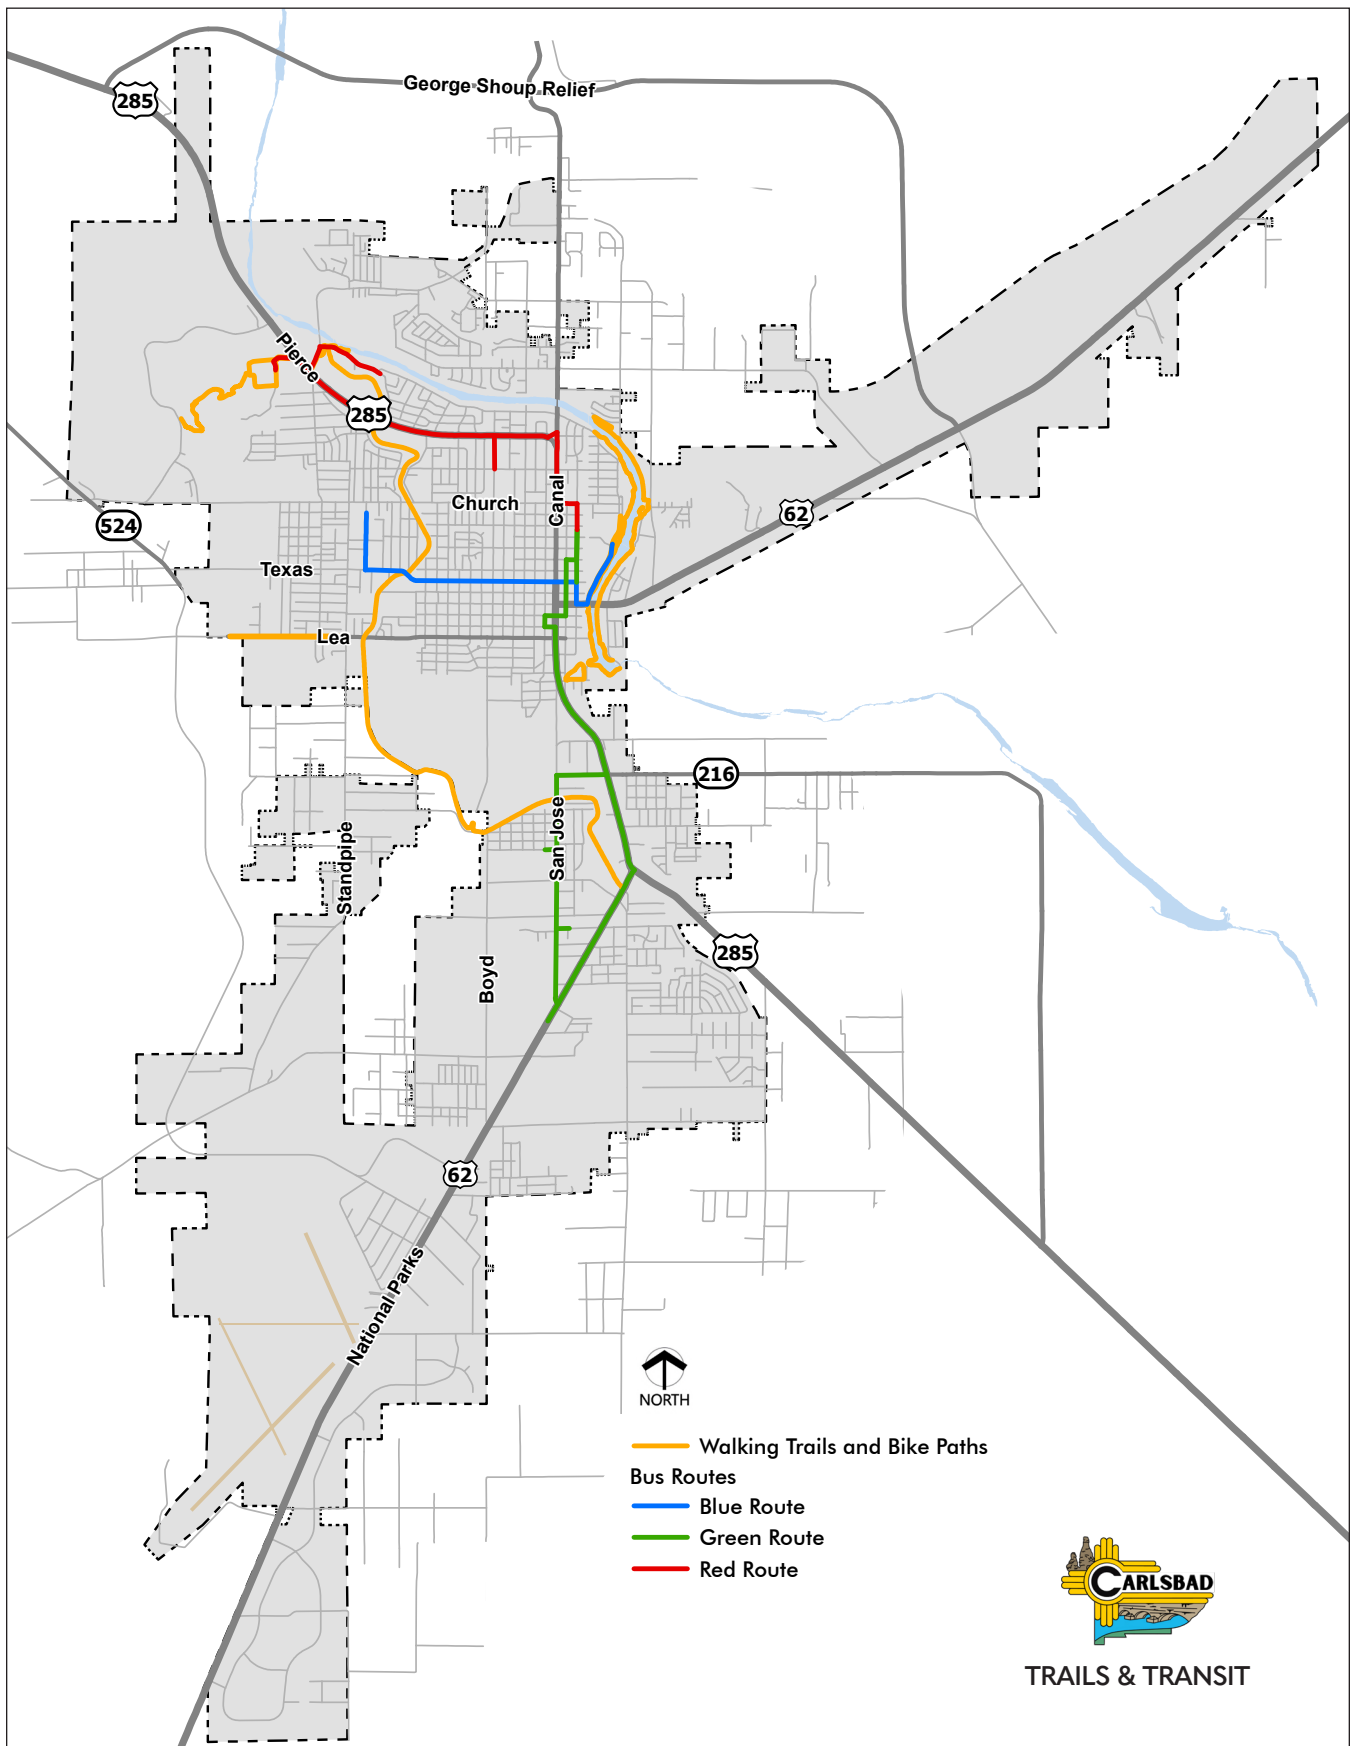 George Shoup Relief
285
Pierce
285
Church
Canal
62
524
Texas
Lea
216
San Jose
Standpipe
285
Boyd
62
National Parks
NORTH
Walking Trails and Bike Paths
Bus Routes
Blue Route
Green Route
Red Route
CARLSBAD
TRAILS & TRANSIT